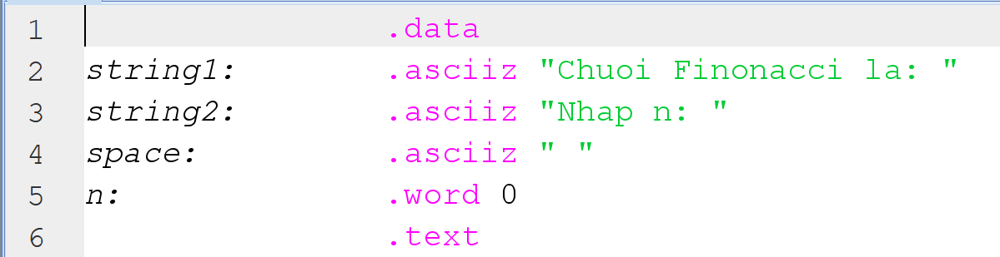 1 .data
2 string1: .asciiz "Chuoi Finonacci la: "
3 string2: .asciiz "Nhap n: "
4 space: .asciiz " "
5 n: .word 0
6 .text